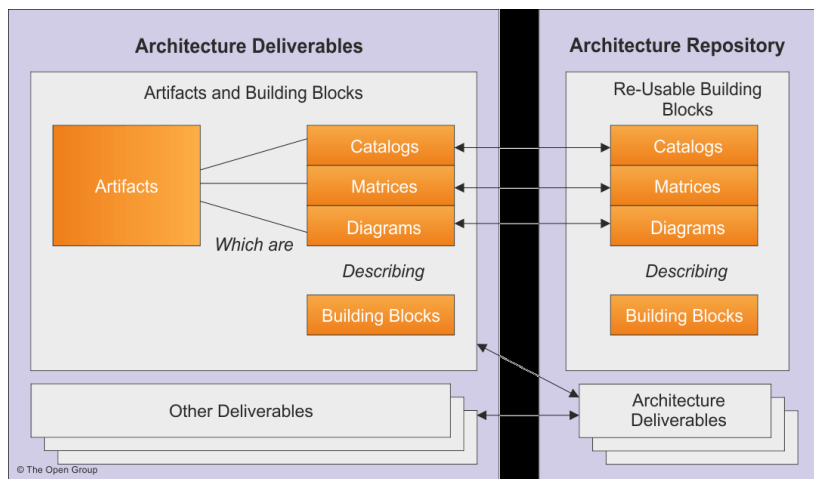 Architecture Deliverables
Artifacts and Building Blocks
Artifacts
Catalogs
Matrices
Diagrams
Which are
Describing
Building Blocks
Other Deliverables
© The Open Group
Architecture Repository
Re-Usable Building
Blocks
Catalogs
Matrices
Diagrams
Describing
Building Blocks
Architecture
Deliverables